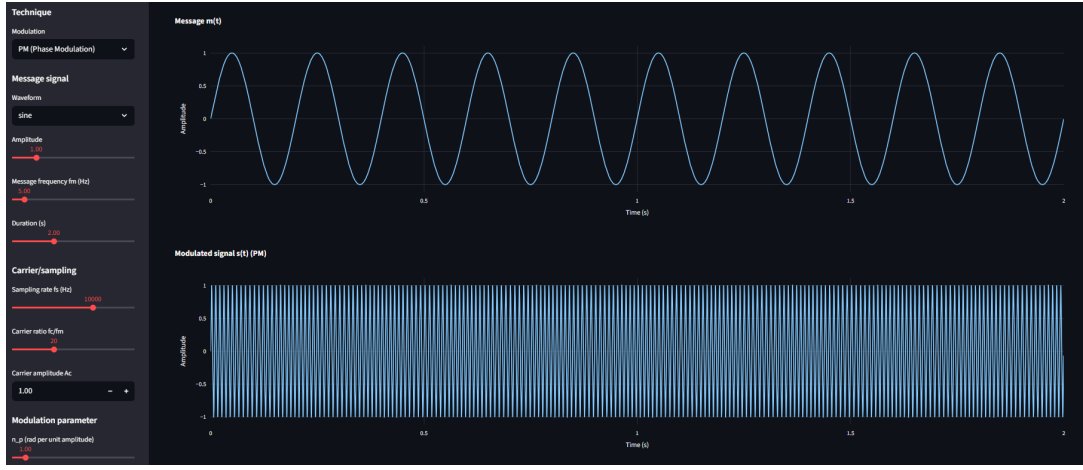 Technique
Modulation
PM (Phase Modulation)
Message signal
Waveform
sine
Amplitude
1.00
Message frequency fm (Hz)
5.00
Duration (s)
2.00
Carrier/sampling
Sampling rate fs (Hz)
10000
Carrier ratio fc/fm
20
Carrier amplitude Ac
1.00 − +
Modulation parameter
n_p (rad per unit amplitude)
1.00
Message m(t)
Amplitude
1
0.5
0
−0.5
−1
0 0.5 1 1.5 2
Time (s)
Modulated signal s(t) (PM)
Amplitude
1
0.5
0
−0.5
−1
0 0.5 1 1.5 2
Time (s)